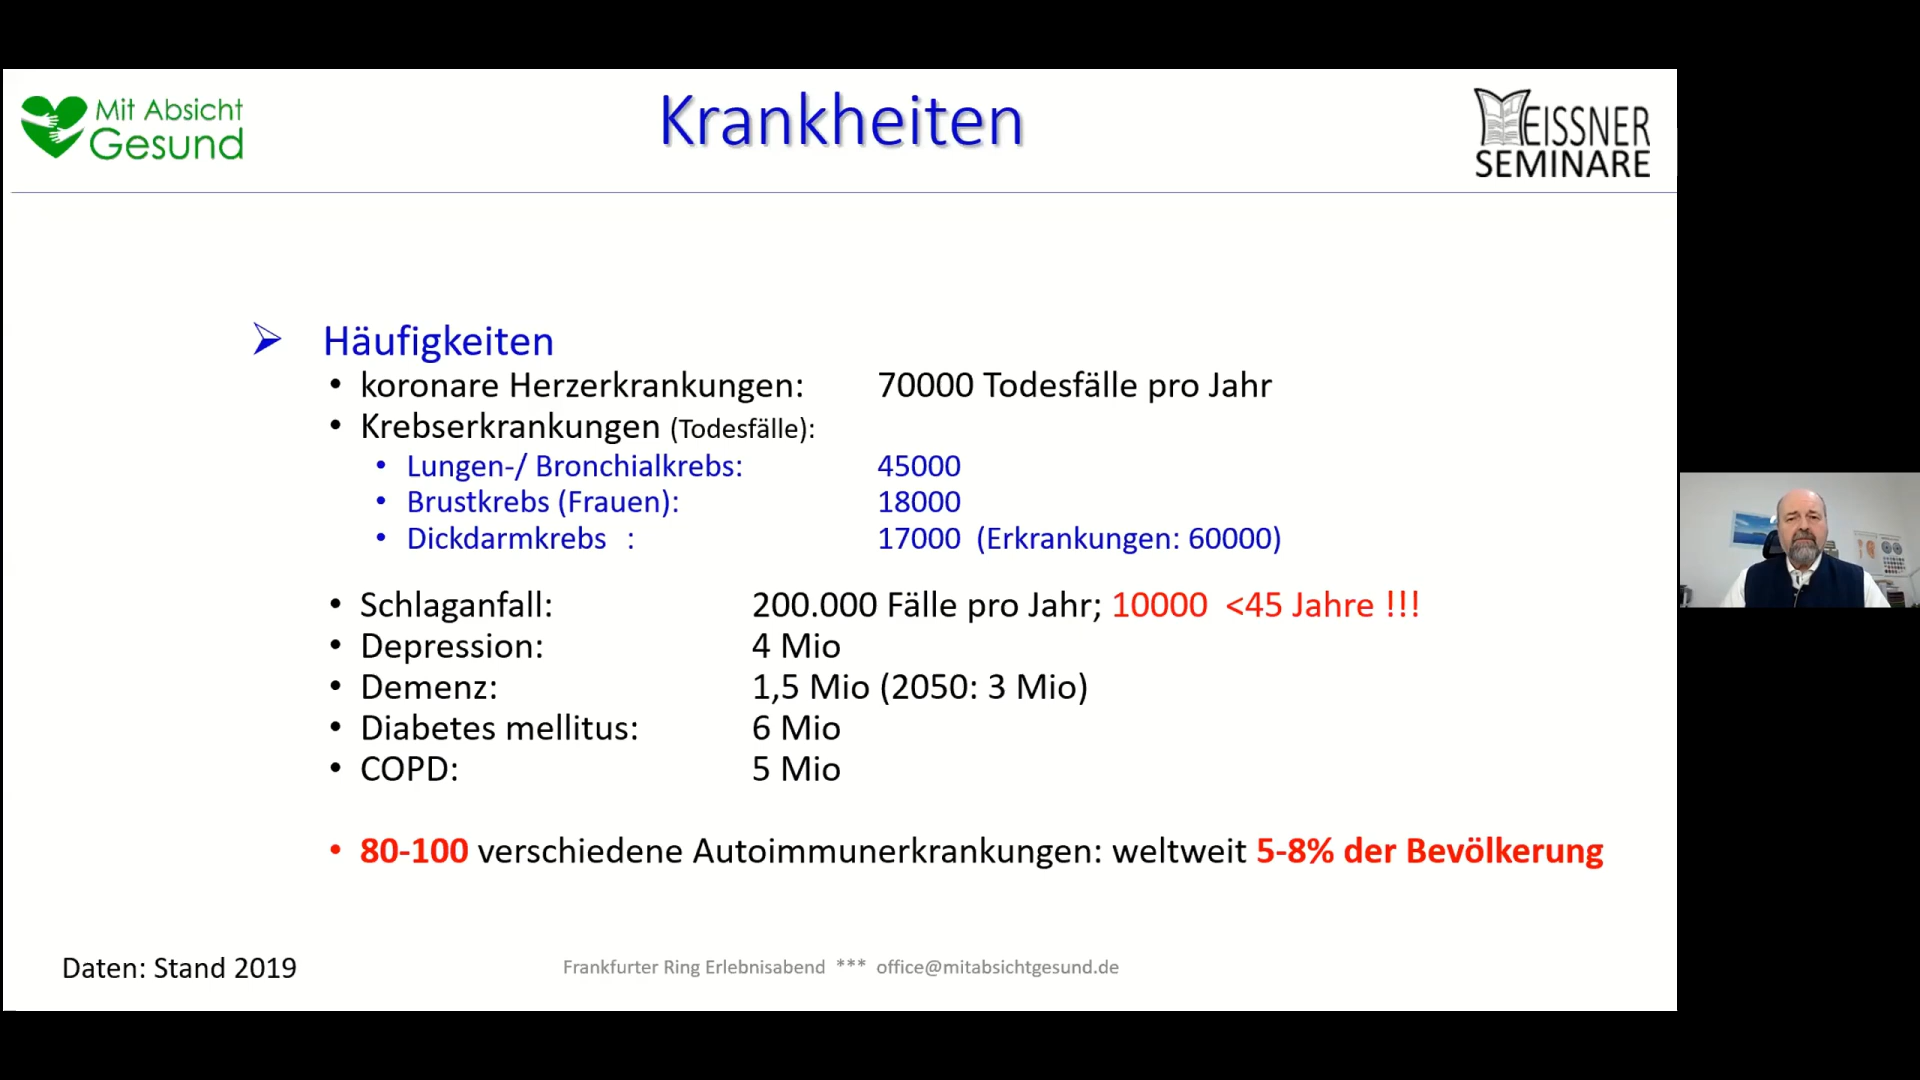 Mit Absicht
Gesund
Krankheiten
MEISSNER
SEMINARE
➢ Häufigkeiten
• koronare Herzerkrankungen: 70000 Todesfälle pro Jahr
• Krebserkrankungen (Todesfälle):
• Lungen-/ Bronchialkrebs: 45000
• Brustkrebs (Frauen): 18000
• Dickdarmkrebs : 17000 (Erkrankungen: 60000)
• Schlaganfall: 200.000 Fälle pro Jahr; 10000 <45 Jahre !!!
• Depression: 4 Mio
• Demenz: 1,5 Mio (2050: 3 Mio)
• Diabetes mellitus: 6 Mio
• COPD: 5 Mio
• 80-100 verschiedene Autoimmunerkrankungen: weltweit 5-8% der Bevölkerung
Daten: Stand 2019
Frankfurter Ring Erlebnisabend *** office@mitabsichtgesund.de